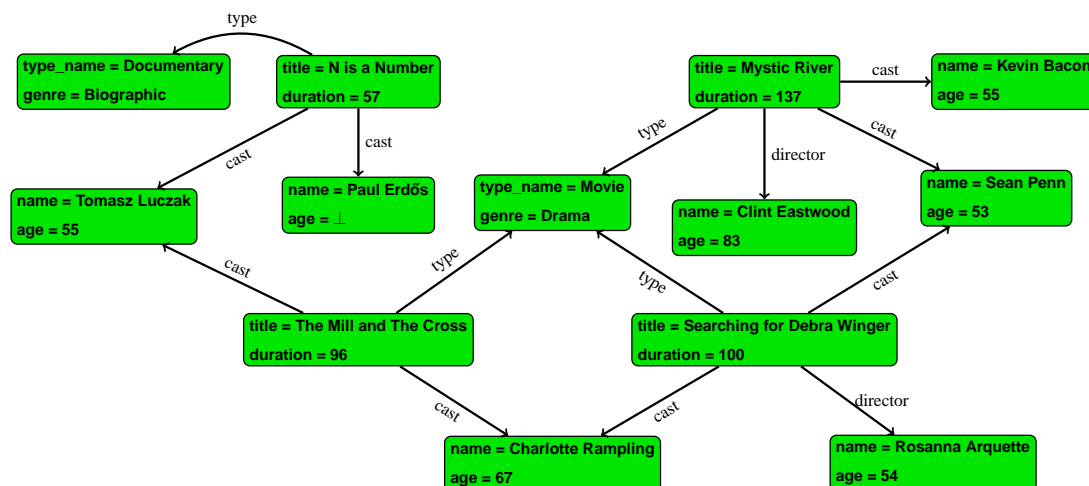 type
type_name = Documentary
genre = Biographic
title = N is a Number
duration = 57
title = Mystic River
duration = 137
cast
name = Kevin Bacon
age = 55
cast
cast
type
director
cast
name = Tomasz Luczak
age = 55
name = Paul Erdős
age = ⊥
type_name = Movie
genre = Drama
name = Clint Eastwood
age = 83
name = Sean Penn
age = 53
cast
type
type
cast
title = The Mill and The Cross
duration = 96
title = Searching for Debra Winger
duration = 100
cast
cast
director
name = Charlotte Rampling
age = 67
name = Rosanna Arquette
age = 54